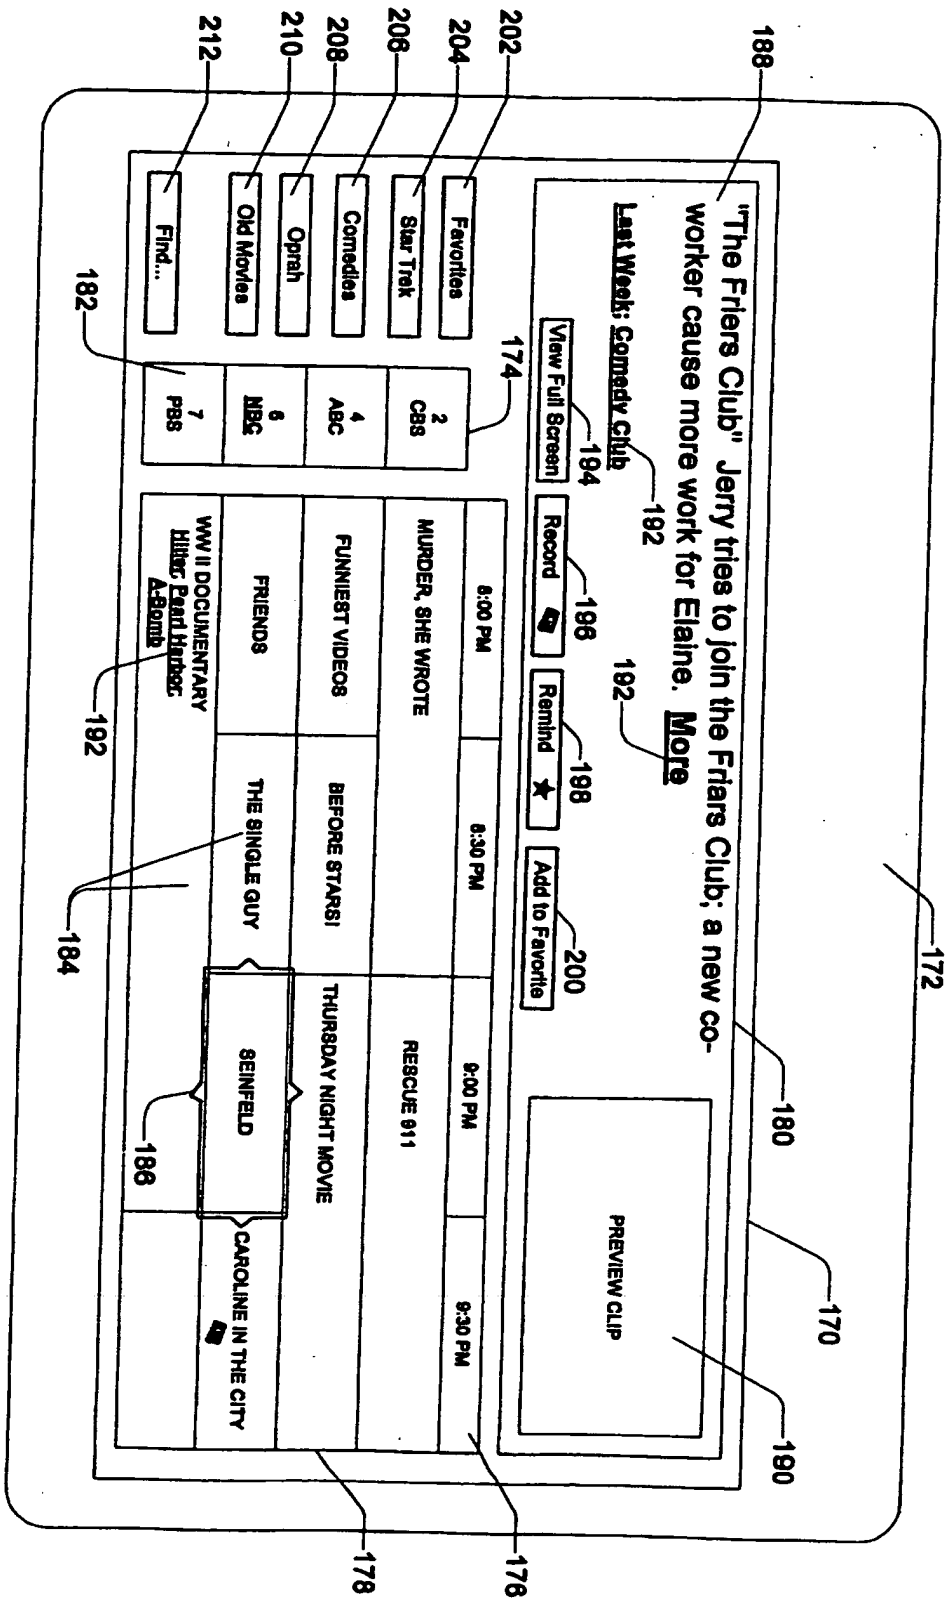 172
188
180
170
"The Friers Club" Jerry tries to join the Friars Club; a new co-
worker cause more work for Elaine. More
Last Week; Comedy Club
192
192
PREVIEW CLIP
190
194
196
198
200
View Full Screen
Record
Remind
Add to Favorite
202
204
206
208
210
212
Favorites
Star Trek
Comedies
Oprah
Old Movies
Find...
174
176
178
8:00 PM
8:30 PM
9:00 PM
9:30 PM
2
CBS
MURDER, SHE WROTE
RESCUE 911
4
ABC
FUNNIEST VIDEOS
BEFORE STARS!
THURSDAY NIGHT MOVIE
6
NBC
FRIENDS
THE SINGLE GUY
SEINFELD
CAROLINE IN THE CITY
7
PBS
WW II DOCUMENTARY
Hitler; Pearl Harbor;
A-Bomb
182
192
184
186